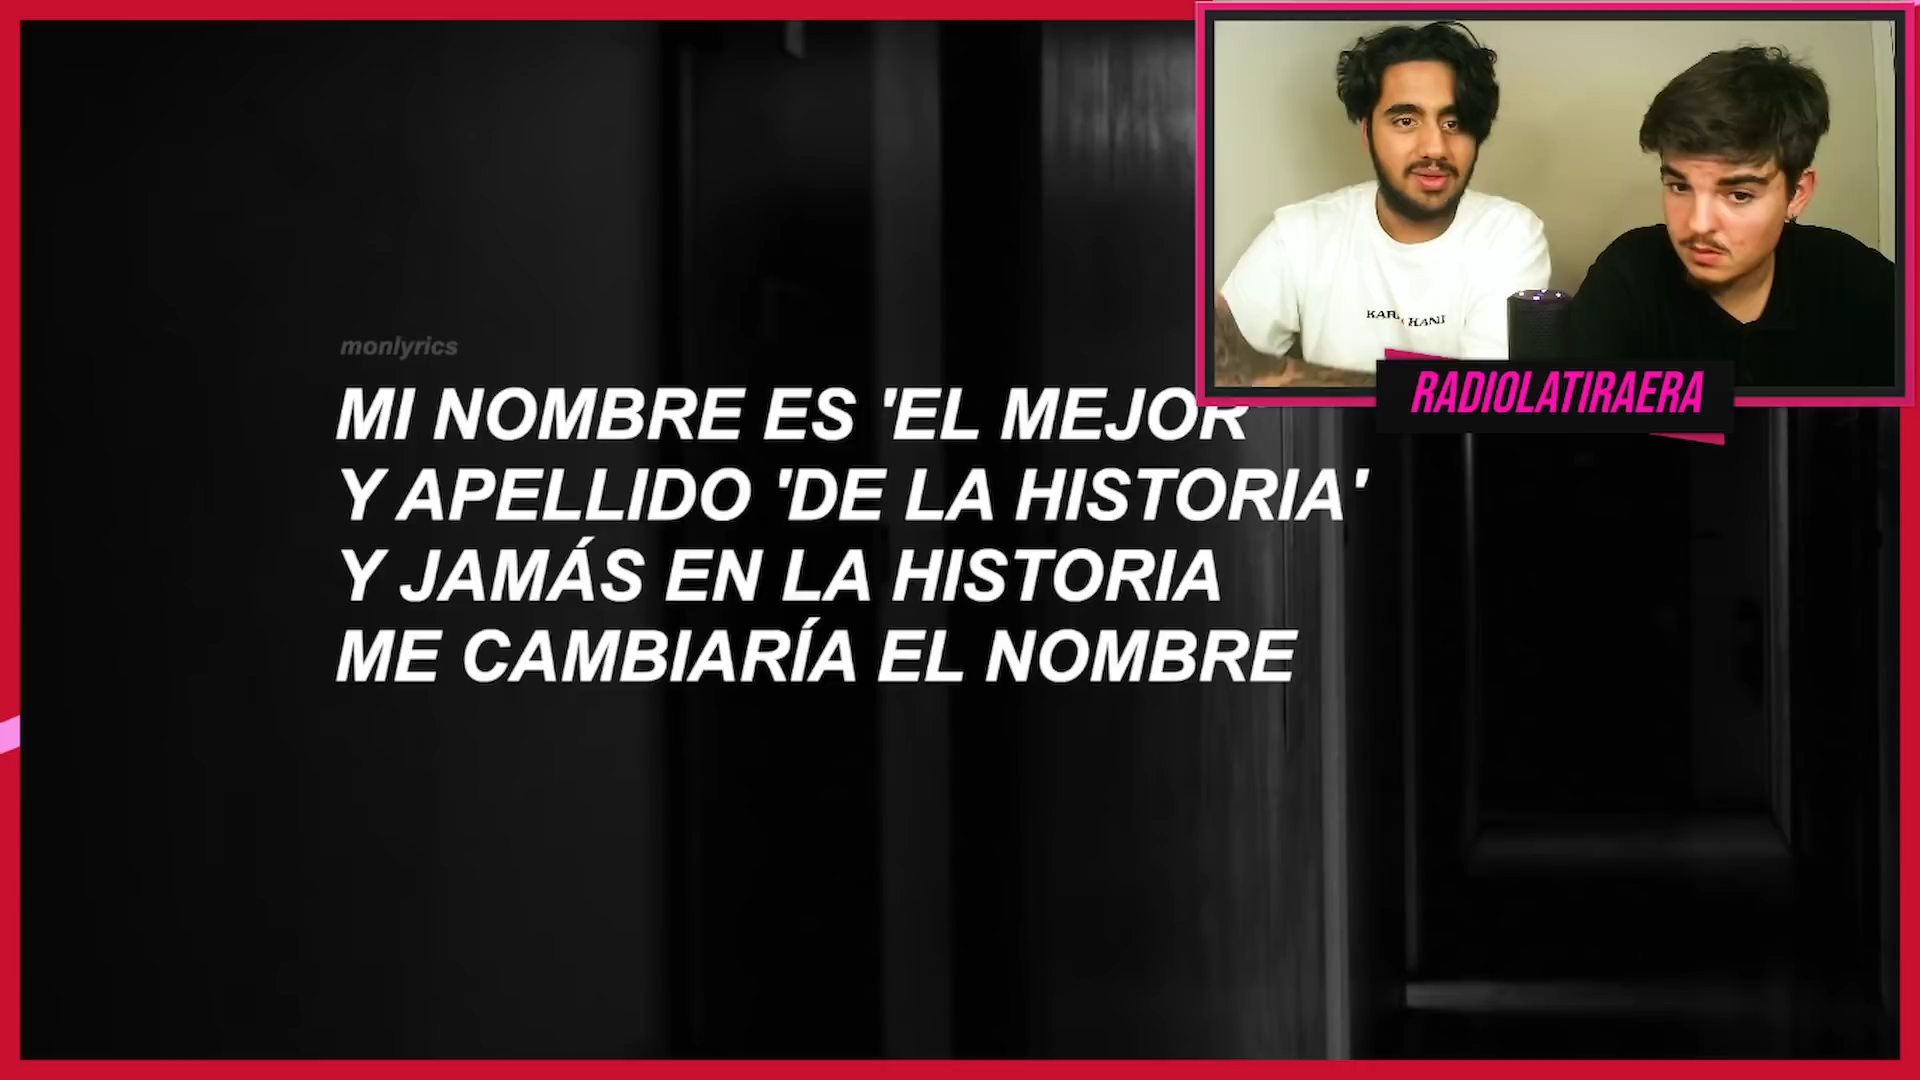 monlyrics
MI NOMBRE ES 'EL MEJOR
Y APELLIDO 'DE LA HISTORIA'
Y JAMÁS EN LA HISTORIA
ME CAMBIARÍA EL NOMBRE
KANI
RADIOLATIRAERA